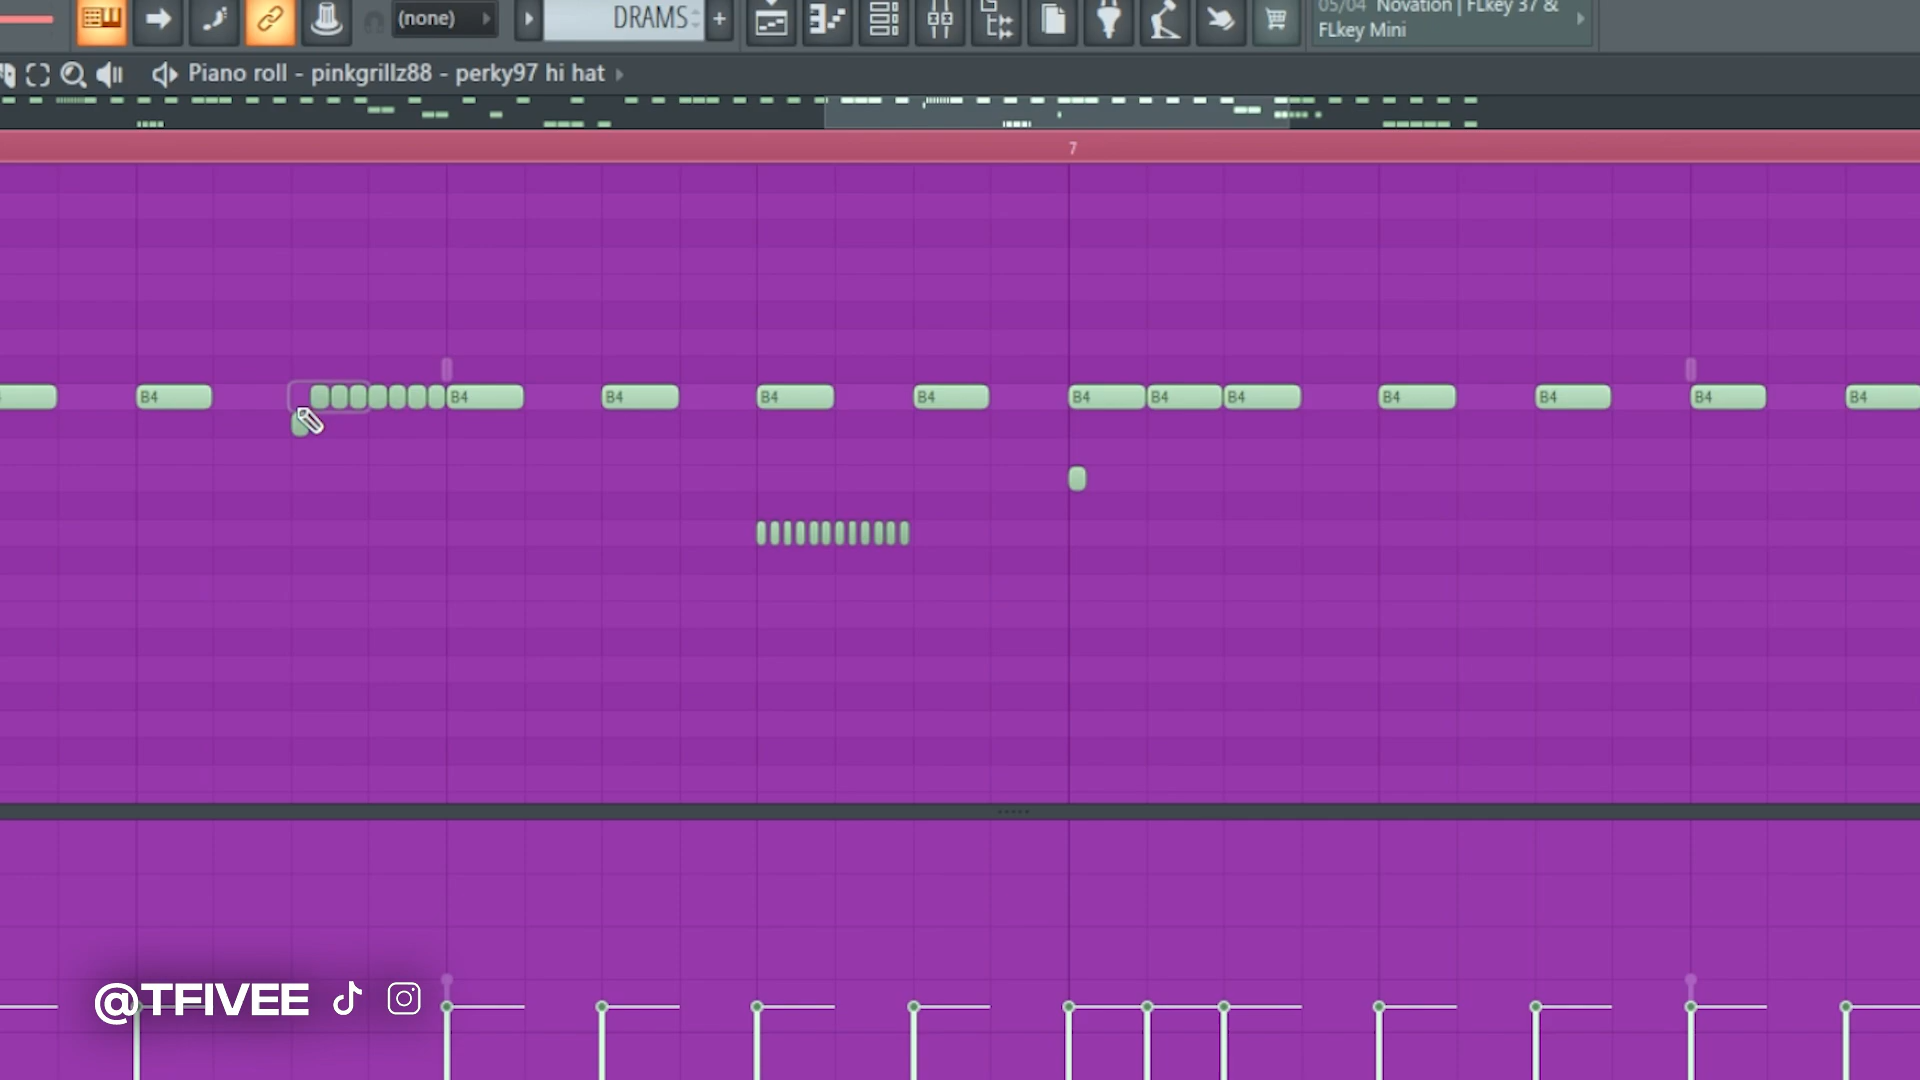 (none)
DRAMS
+
05/04 Novation | FLkey 37 &
FLkey Mini
Piano roll - pinkgrillz88 - perky97 hi hat
7
B4
B4
B4
B4
B4
B4
B4
B4
B4
B4
B4
B4
@TFIVEE